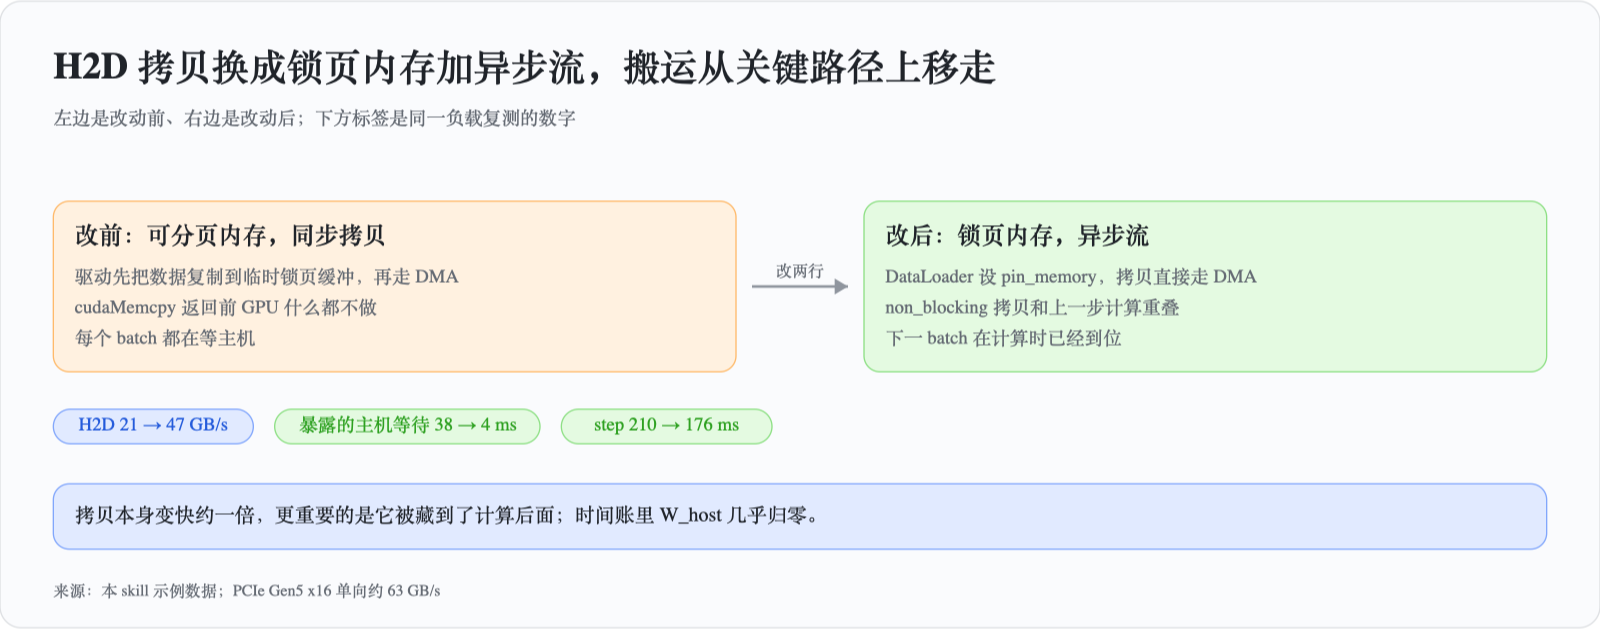 H2D 拷贝换成锁页内存加异步流，搬运从关键路径上移走
左边是改动前、右边是改动后；下方标签是同一负载复测的数字
改前：可分页内存，同步拷贝
驱动先把数据复制到临时锁页缓冲，再走 DMA
cudaMemcpy 返回前 GPU 什么都不做
每个 batch 都在等主机
改两行
改后：锁页内存，异步流
DataLoader 设 pin_memory，拷贝直接走 DMA
non_blocking 拷贝和上一步计算重叠
下一 batch 在计算时已经到位
H2D 21 → 47 GB/s
暴露的主机等待 38 → 4 ms
step 210 → 176 ms
拷贝本身变快约一倍，更重要的是它被藏到了计算后面；时间账里 W_host 几乎归零。
来源：本 skill 示例数据；PCIe Gen5 x16 单向约 63 GB/s